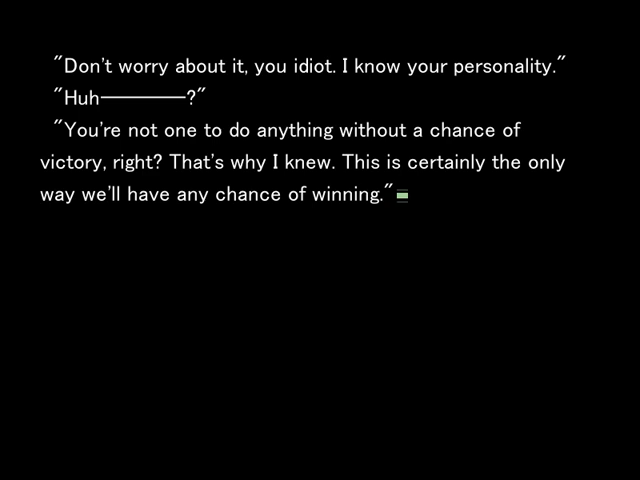 "Don't worry about it, you idiot. I know your personality."
"Huh————?"
"You're not one to do anything without a chance of
victory, right? That's why I knew. This is certainly the only
way we'll have any chance of winning."